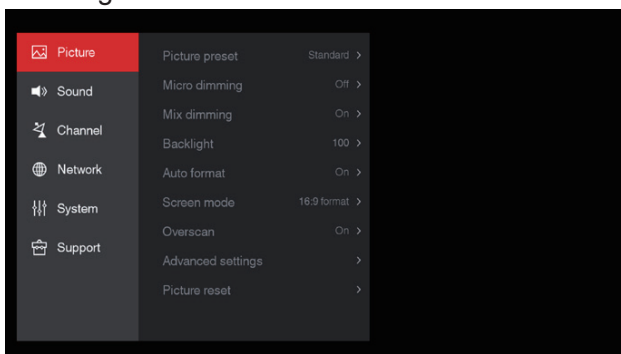 Picture
Sound
Channel
Network
System
Support
Picture preset Standard >
Micro dimming Off >
Mix dimming On >
Backlight 100 >
Auto format On >
Screen mode 16:9 format >
Overscan On >
Advanced settings >
Picture reset >